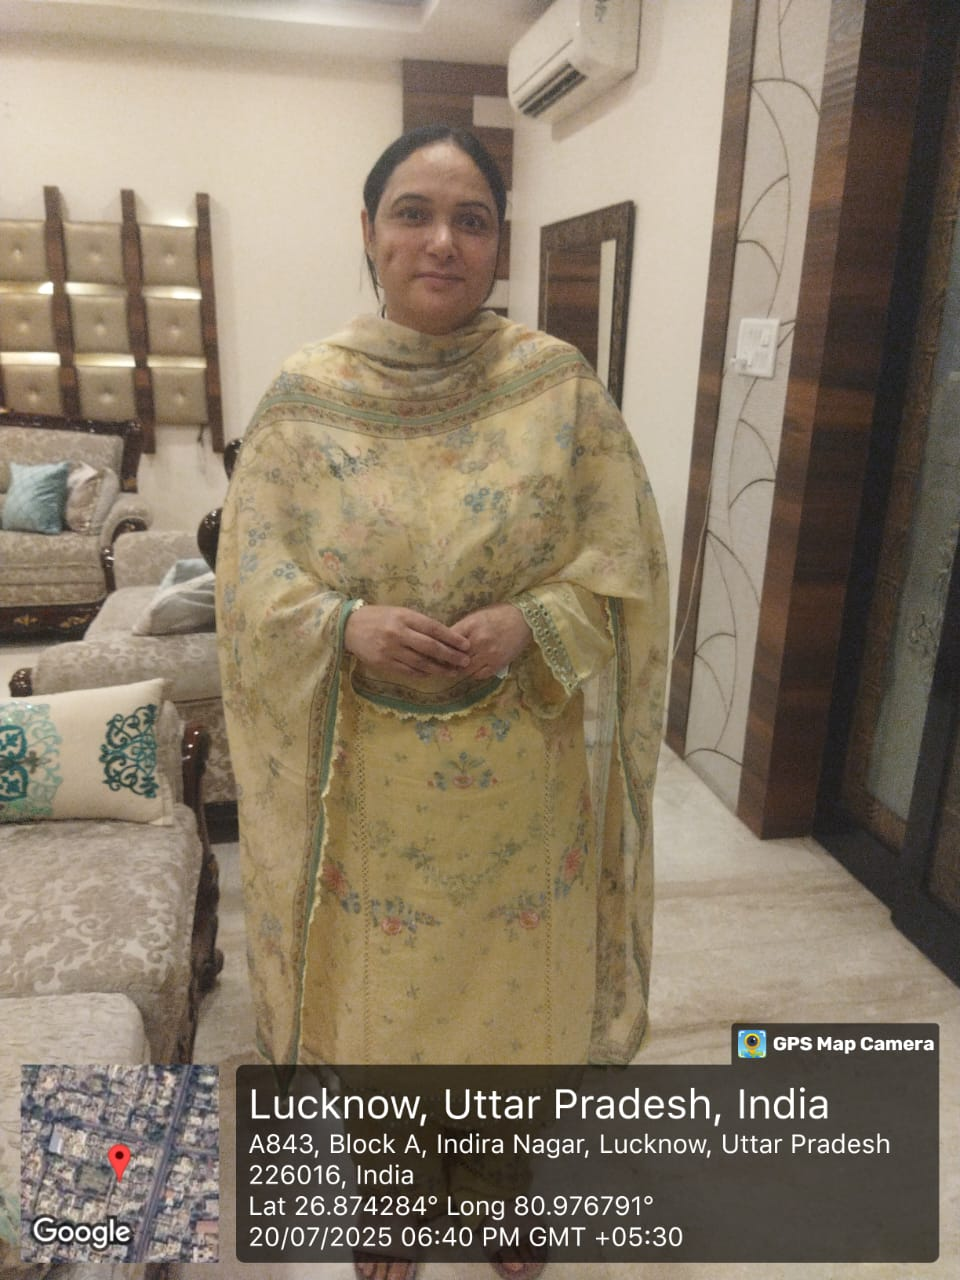 GPS Map Camera
Lucknow, Uttar Pradesh, India
A843, Block A, Indira Nagar, Lucknow, Uttar Pradesh
226016, India
Lat 26.874284° Long 80.976791°
20/07/2025 06:40 PM GMT +05:30
Google